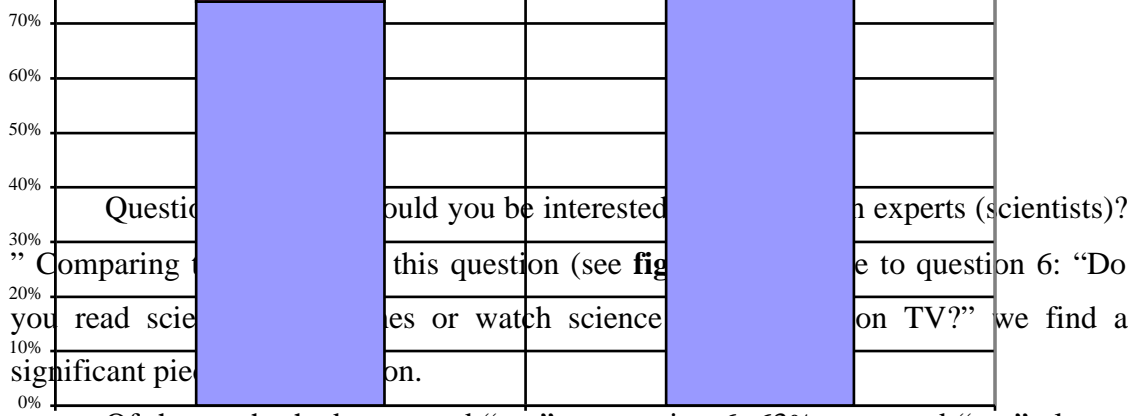 70%
60%
50%
40%
Questio ould you be interested n experts (scientists)?
30%
” Comparing t this question (see fig e to question 6: “Do
20%
you read scie es or watch science on TV?” we find a
10%
significant pie on.
0%